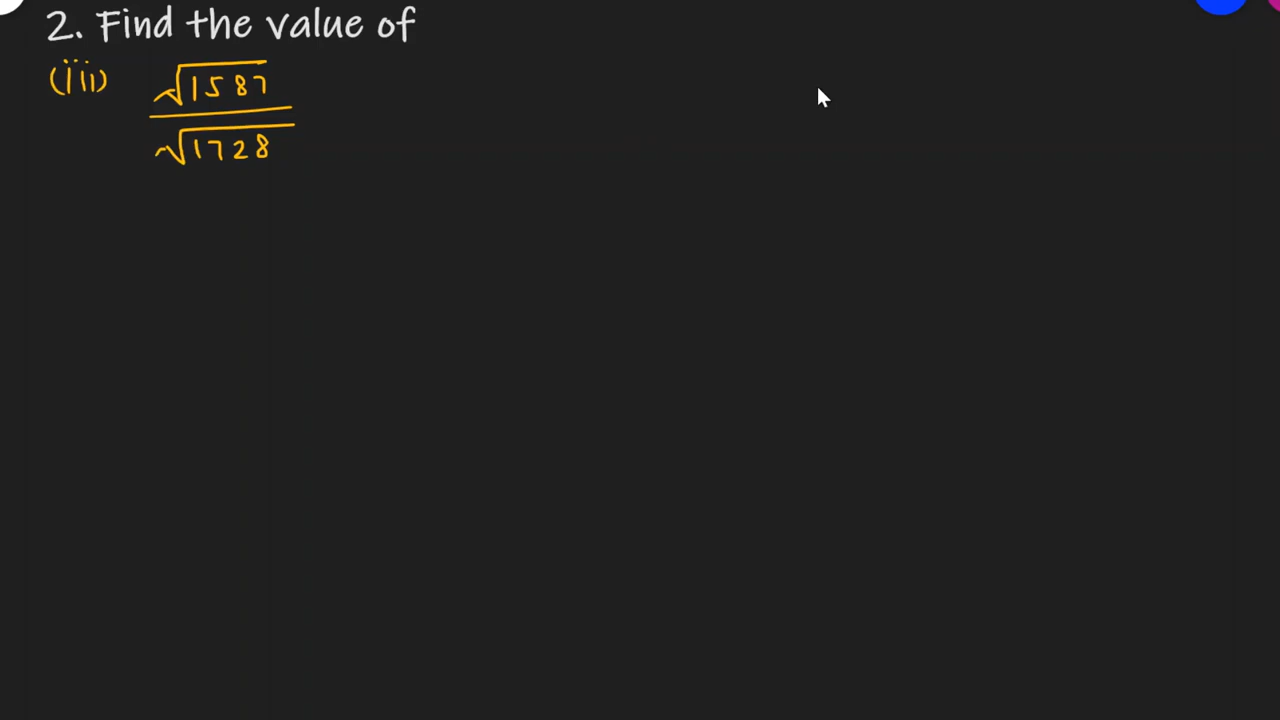 2. Find the value of
(iii) √1587
√1728